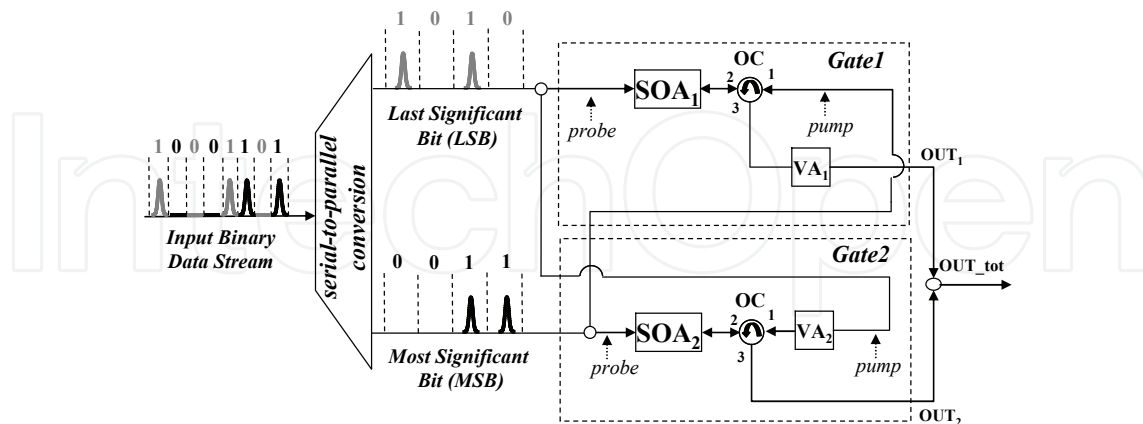 1 0 1 0
Last Significant
Bit (LSB)
1 0 0 0 1 1 0 1
Input Binary
Data Stream
serial-to-parallel
conversion
0 0 1 1
Most Significant
Bit (MSB)
Gate1
SOA1
OC
2 1
3
probe
pump
VA1
OUT1
Gate2
SOA2
OC
2 1
3
probe
VA2
pump
OUT2
OUT_tot
IntechOpen